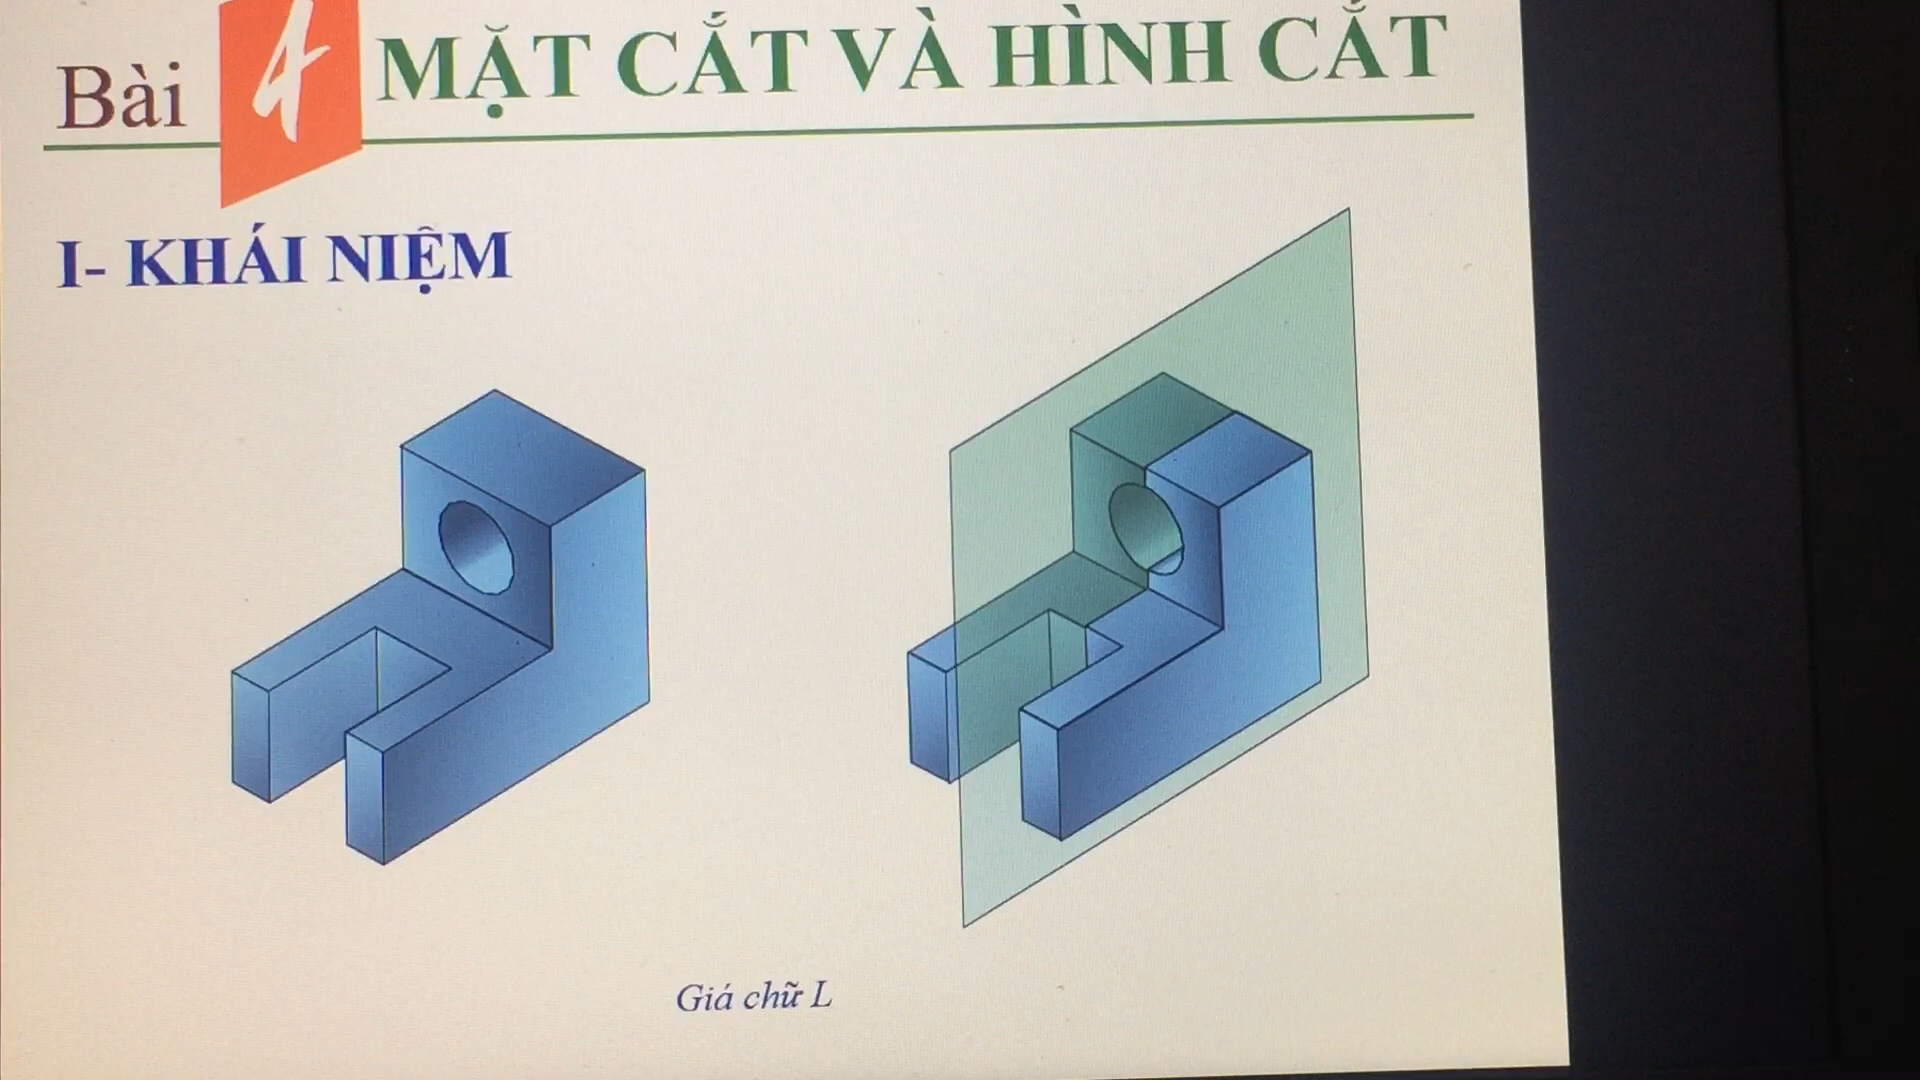 Bài 4 MẶT CẮT VÀ HÌNH CẮT
I- KHÁI NIỆM
Giá chữ L